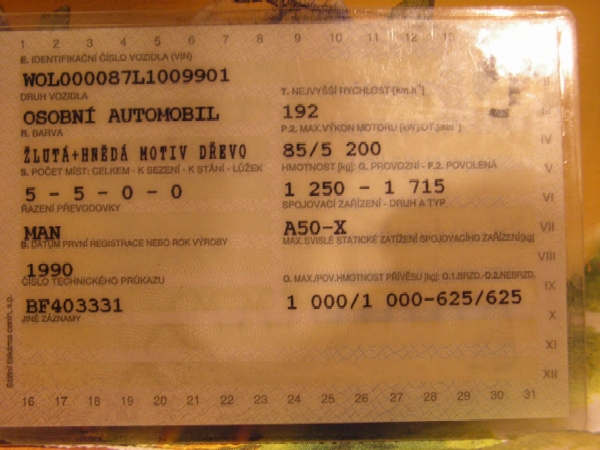 1 2 3 4 5 6 7 8 9 10 11 12 13
E. IDENTIFIKAČNÍ ČÍSLO VOZIDLA (VIN)
WOL000087L1009901
DRUH VOZIDLA
OSOBNÍ AUTOMOBIL
R. BARVA
ŽLUTÁ+HNĚDÁ MOTIV DŘEVO
S. POČET MÍST: CELKEM - K SEZENÍ - K STÁNÍ - LŮŽEK
5 - 5 - 0 - 0
ŘAZENÍ PŘEVODOVKY
MAN
B. DATUM PRVNÍ REGISTRACE NEBO ROK VÝROBY
1990
ČÍSLO TECHNICKÉHO PRŮKAZU
BF403331
JINÉ ZÁZNAMY
T. NEJVYŠŠÍ RYCHLOST [km.h⁻¹]
192
P.2. MAX.VÝKON MOTORU [kW]/OT.[min⁻¹]
85/5 200
HMOTNOST [kg]: G. PROVOZNÍ - F.2. POVOLENÁ
1 250 - 1 715
SPOJOVACÍ ZAŘÍZENÍ - DRUH A TYP
A50-X
MAX.SVISLÉ STATICKÉ ZATÍŽENÍ SPOJOVACÍHO ZAŘÍZENÍ[kg]
O. MAX./POV.HMOTNOST PŘÍVĚSU [kg]: O.1.BRZD.-O.2.NEBRZD.
1 000/1 000-625/625
IV
V
VI
VII
VIII
IX
X
XI
XII
Státní tiskárna cenin, s.p.
16 17 18 19 20 21 22 23 24 25 26 27 28 29 30 31